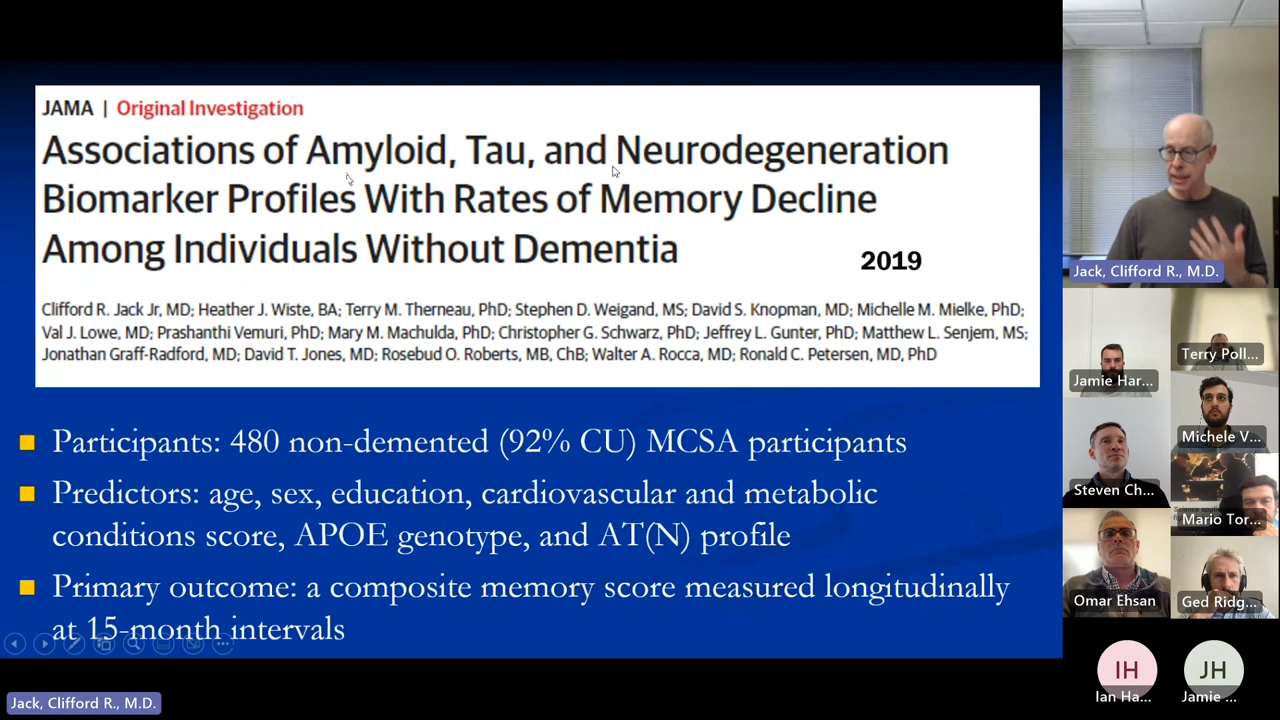 JAMA | Original Investigation
Associations of Amyloid, Tau, and Neurodegeneration
Biomarker Profiles With Rates of Memory Decline
Among Individuals Without Dementia
2019
Clifford R. Jack Jr, MD; Heather J. Wiste, BA; Terry M. Therneau, PhD; Stephen D. Weigand, MS; David S. Knopman, MD; Michelle M. Mielke, PhD;
Val J. Lowe, MD; Prashanthi Vemuri, PhD; Mary M. Machulda, PhD; Christopher G. Schwarz, PhD; Jeffrey L. Gunter, PhD; Matthew L. Senjem, MS;
Jonathan Graff-Radford, MD; David T. Jones, MD; Rosebud O. Roberts, MB, ChB; Walter A. Rocca, MD; Ronald C. Petersen, MD, PhD
Participants: 480 non-demented (92% CU) MCSA participants
Predictors: age, sex, education, cardiovascular and metabolic
conditions score, APOE genotype, and AT(N) profile
Primary outcome: a composite memory score measured longitudinally
at 15-month intervals
Jack, Clifford R., M.D.
Jack, Clifford R., M.D.
Jamie Har...
Terry Poll...
Steven Ch...
Michele V...
Mario Tor...
Omar Ehsan
Ged Ridg...
IH
Ian Ha...
JH
Jamie ...